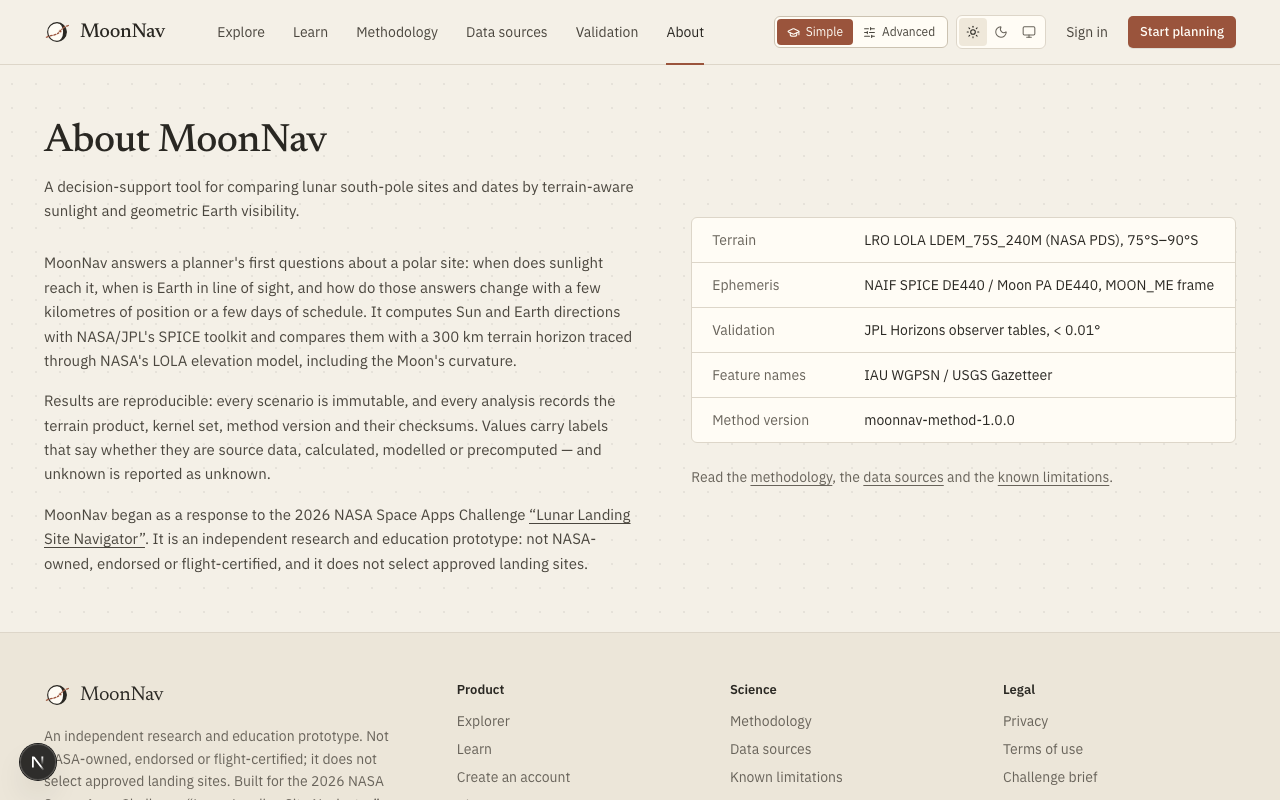 MoonNav
Explore
Learn
Methodology
Data sources
Validation
About
Simple
Advanced
Sign in
Start planning
About MoonNav
A decision-support tool for comparing lunar south-pole sites and dates by terrain-aware
sunlight and geometric Earth visibility.
MoonNav answers a planner's first questions about a polar site: when does sunlight
reach it, when is Earth in line of sight, and how do those answers change with a few
kilometres of position or a few days of schedule. It computes Sun and Earth directions
with NASA/JPL's SPICE toolkit and compares them with a 300 km terrain horizon traced
through NASA's LOLA elevation model, including the Moon's curvature.
Results are reproducible: every scenario is immutable, and every analysis records the
terrain product, kernel set, method version and their checksums. Values carry labels
that say whether they are source data, calculated, modelled or precomputed — and
unknown is reported as unknown.
MoonNav began as a response to the 2026 NASA Space Apps Challenge “Lunar Landing
Site Navigator”. It is an independent research and education prototype: not NASA-
owned, endorsed or flight-certified, and it does not select approved landing sites.
Terrain LRO LOLA LDEM_75S_240M (NASA PDS), 75°S–90°S
Ephemeris NAIF SPICE DE440 / Moon PA DE440, MOON_ME frame
Validation JPL Horizons observer tables, < 0.01°
Feature names IAU WGPSN / USGS Gazetteer
Method version moonnav-method-1.0.0
Read the methodology, the data sources and the known limitations.
MoonNav
An independent research and education prototype. Not
NASA-owned, endorsed or flight-certified; it does not
select approved landing sites. Built for the 2026 NASA
Product
Explorer
Learn
Create an account
Science
Methodology
Data sources
Known limitations
Legal
Privacy
Terms of use
Challenge brief
N